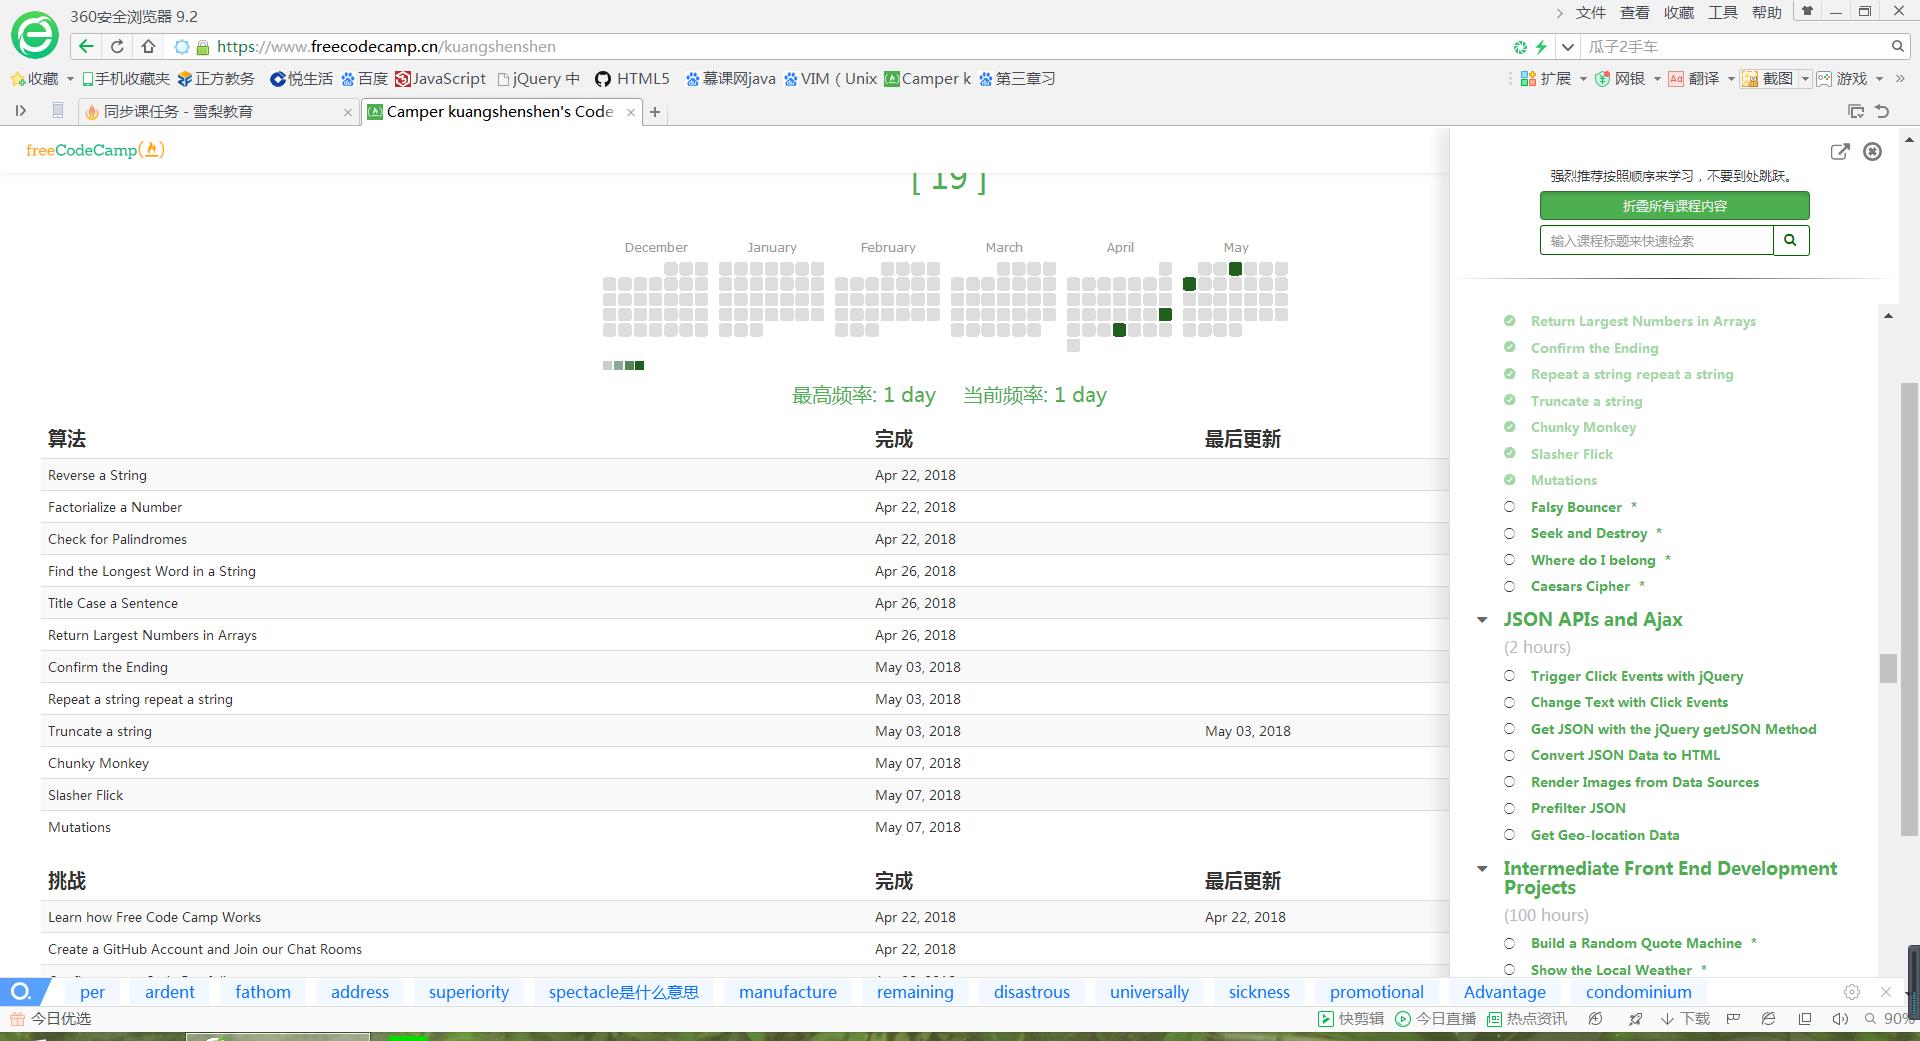 360安全浏览器 9.2
文件 查看 收藏 工具 帮助
https://www.freecodecamp.cn/kuangshenshen
瓜子2手车
收藏 手机收藏夹 正方教务 悦生活 百度 JavaScript jQuery 中 HTML5 慕课网java VIM ( Unix Camper k 第三章习
扩展 网银 翻译 截图 游戏 »
同步课任务 - 雪梨教育
Camper kuangshenshen's Code
freeCodeCamp
[ 19 ]
December January February March April May
最高频率: 1 day 当前频率: 1 day
算法 完成 最后更新
Reverse a String Apr 22, 2018
Factorialize a Number Apr 22, 2018
Check for Palindromes Apr 22, 2018
Find the Longest Word in a String Apr 26, 2018
Title Case a Sentence Apr 26, 2018
Return Largest Numbers in Arrays Apr 26, 2018
Confirm the Ending May 03, 2018
Repeat a string repeat a string May 03, 2018
Truncate a string May 03, 2018 May 03, 2018
Chunky Monkey May 07, 2018
Slasher Flick May 07, 2018
Mutations May 07, 2018
挑战 完成 最后更新
Learn how Free Code Camp Works Apr 22, 2018 Apr 22, 2018
Create a GitHub Account and Join our Chat Rooms Apr 22, 2018
强烈推荐按照顺序来学习，不要到处跳跃。
折叠所有课程内容
输入课程标题来快速检索
Return Largest Numbers in Arrays
Confirm the Ending
Repeat a string repeat a string
Truncate a string
Chunky Monkey
Slasher Flick
Mutations
Falsy Bouncer *
Seek and Destroy *
Where do I belong *
Caesars Cipher *
JSON APIs and Ajax
(2 hours)
Trigger Click Events with jQuery
Change Text with Click Events
Get JSON with the jQuery getJSON Method
Convert JSON Data to HTML
Render Images from Data Sources
Prefilter JSON
Get Geo-location Data
Intermediate Front End Development
Projects
(100 hours)
Build a Random Quote Machine *
Show the Local Weather *
per ardent fathom address superiority spectacle是什么意思 manufacture remaining disastrous universally sickness promotional Advantage condominium
今日优选
快剪辑 今日直播 热点资讯 下载 90%